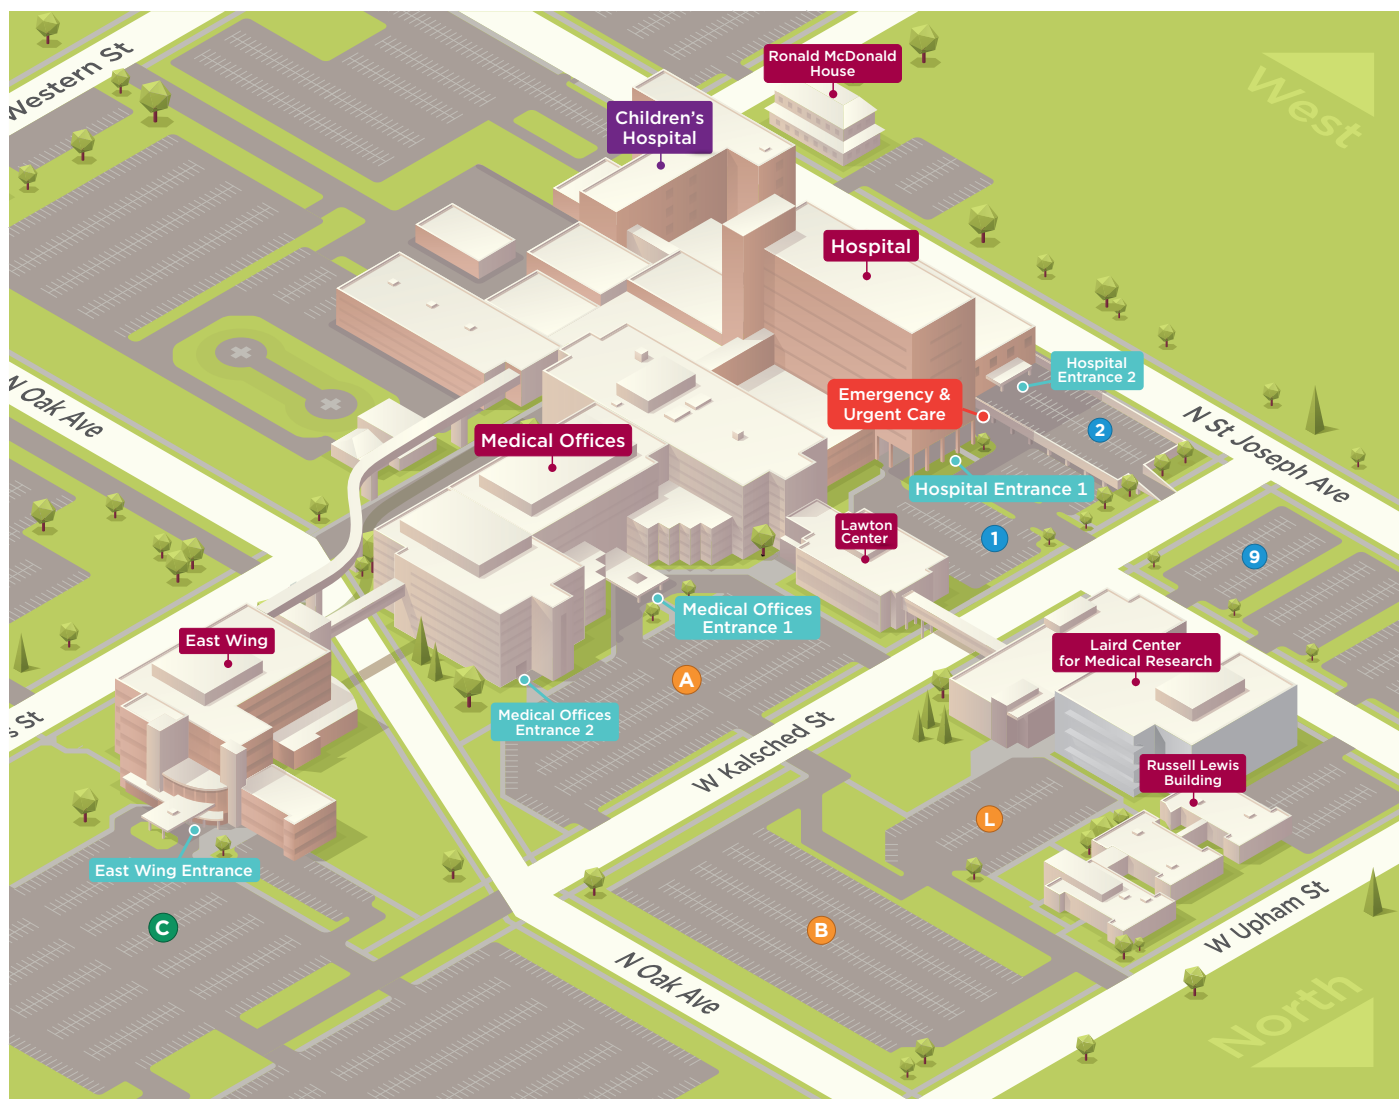 Western St
Ronald McDonald
House
West
Children's
Hospital
Hospital
Hospital
Entrance 2
N Oak Ave
Emergency &
Urgent Care
2
N St Joseph Ave
Medical Offices
Hospital Entrance 1
Lawton
Center
1
9
Medical Offices
Entrance 1
East Wing
Laird Center
for Medical Research
A
s St
Medical Offices
Entrance 2
W Kalsched St
Russell Lewis
Building
L
East Wing Entrance
C
B
W Upham St
N Oak Ave
North